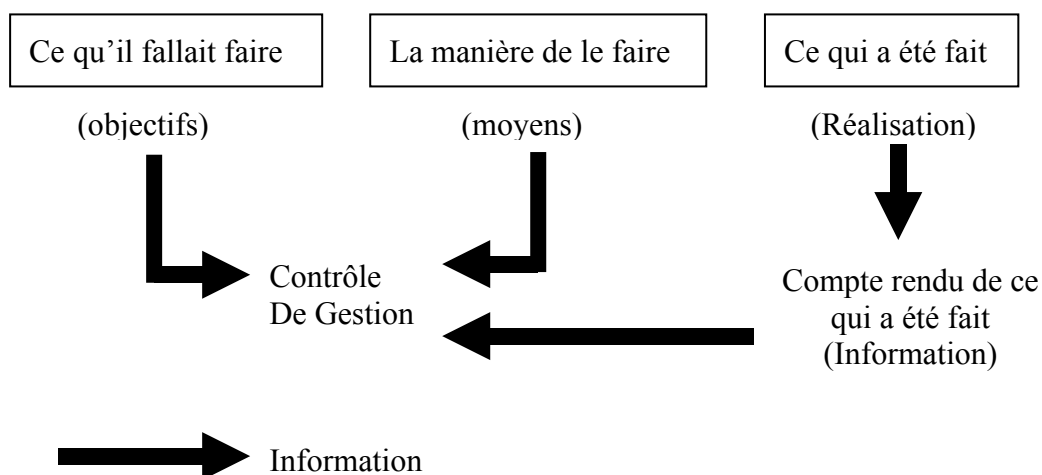 Ce qu'il fallait faire
La manière de le faire
Ce qui a été fait
(objectifs)
(moyens)
(Réalisation)
Contrôle
De Gestion
Compte rendu de ce
qui a été fait
(Information)
Information